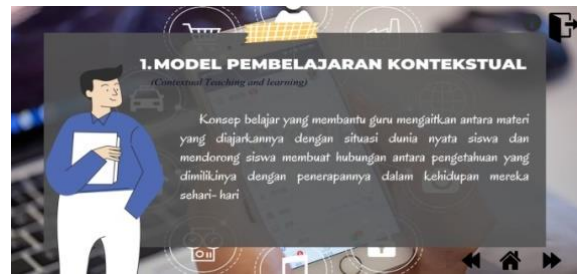 1.MODEL PEMBELAJARAN KONTEKSTUAL
(Contextual Teaching and learning)
Konsep belajar yang membantu guru mengaitkan antara materi
yang diajarkannya dengan situasi dunia nyata siswa dan
mendorong siswa membuat hubungan antara pengetahuan yang
dimilikinya dengan penerapannya dalam kehidupan mereka
sehari- hari